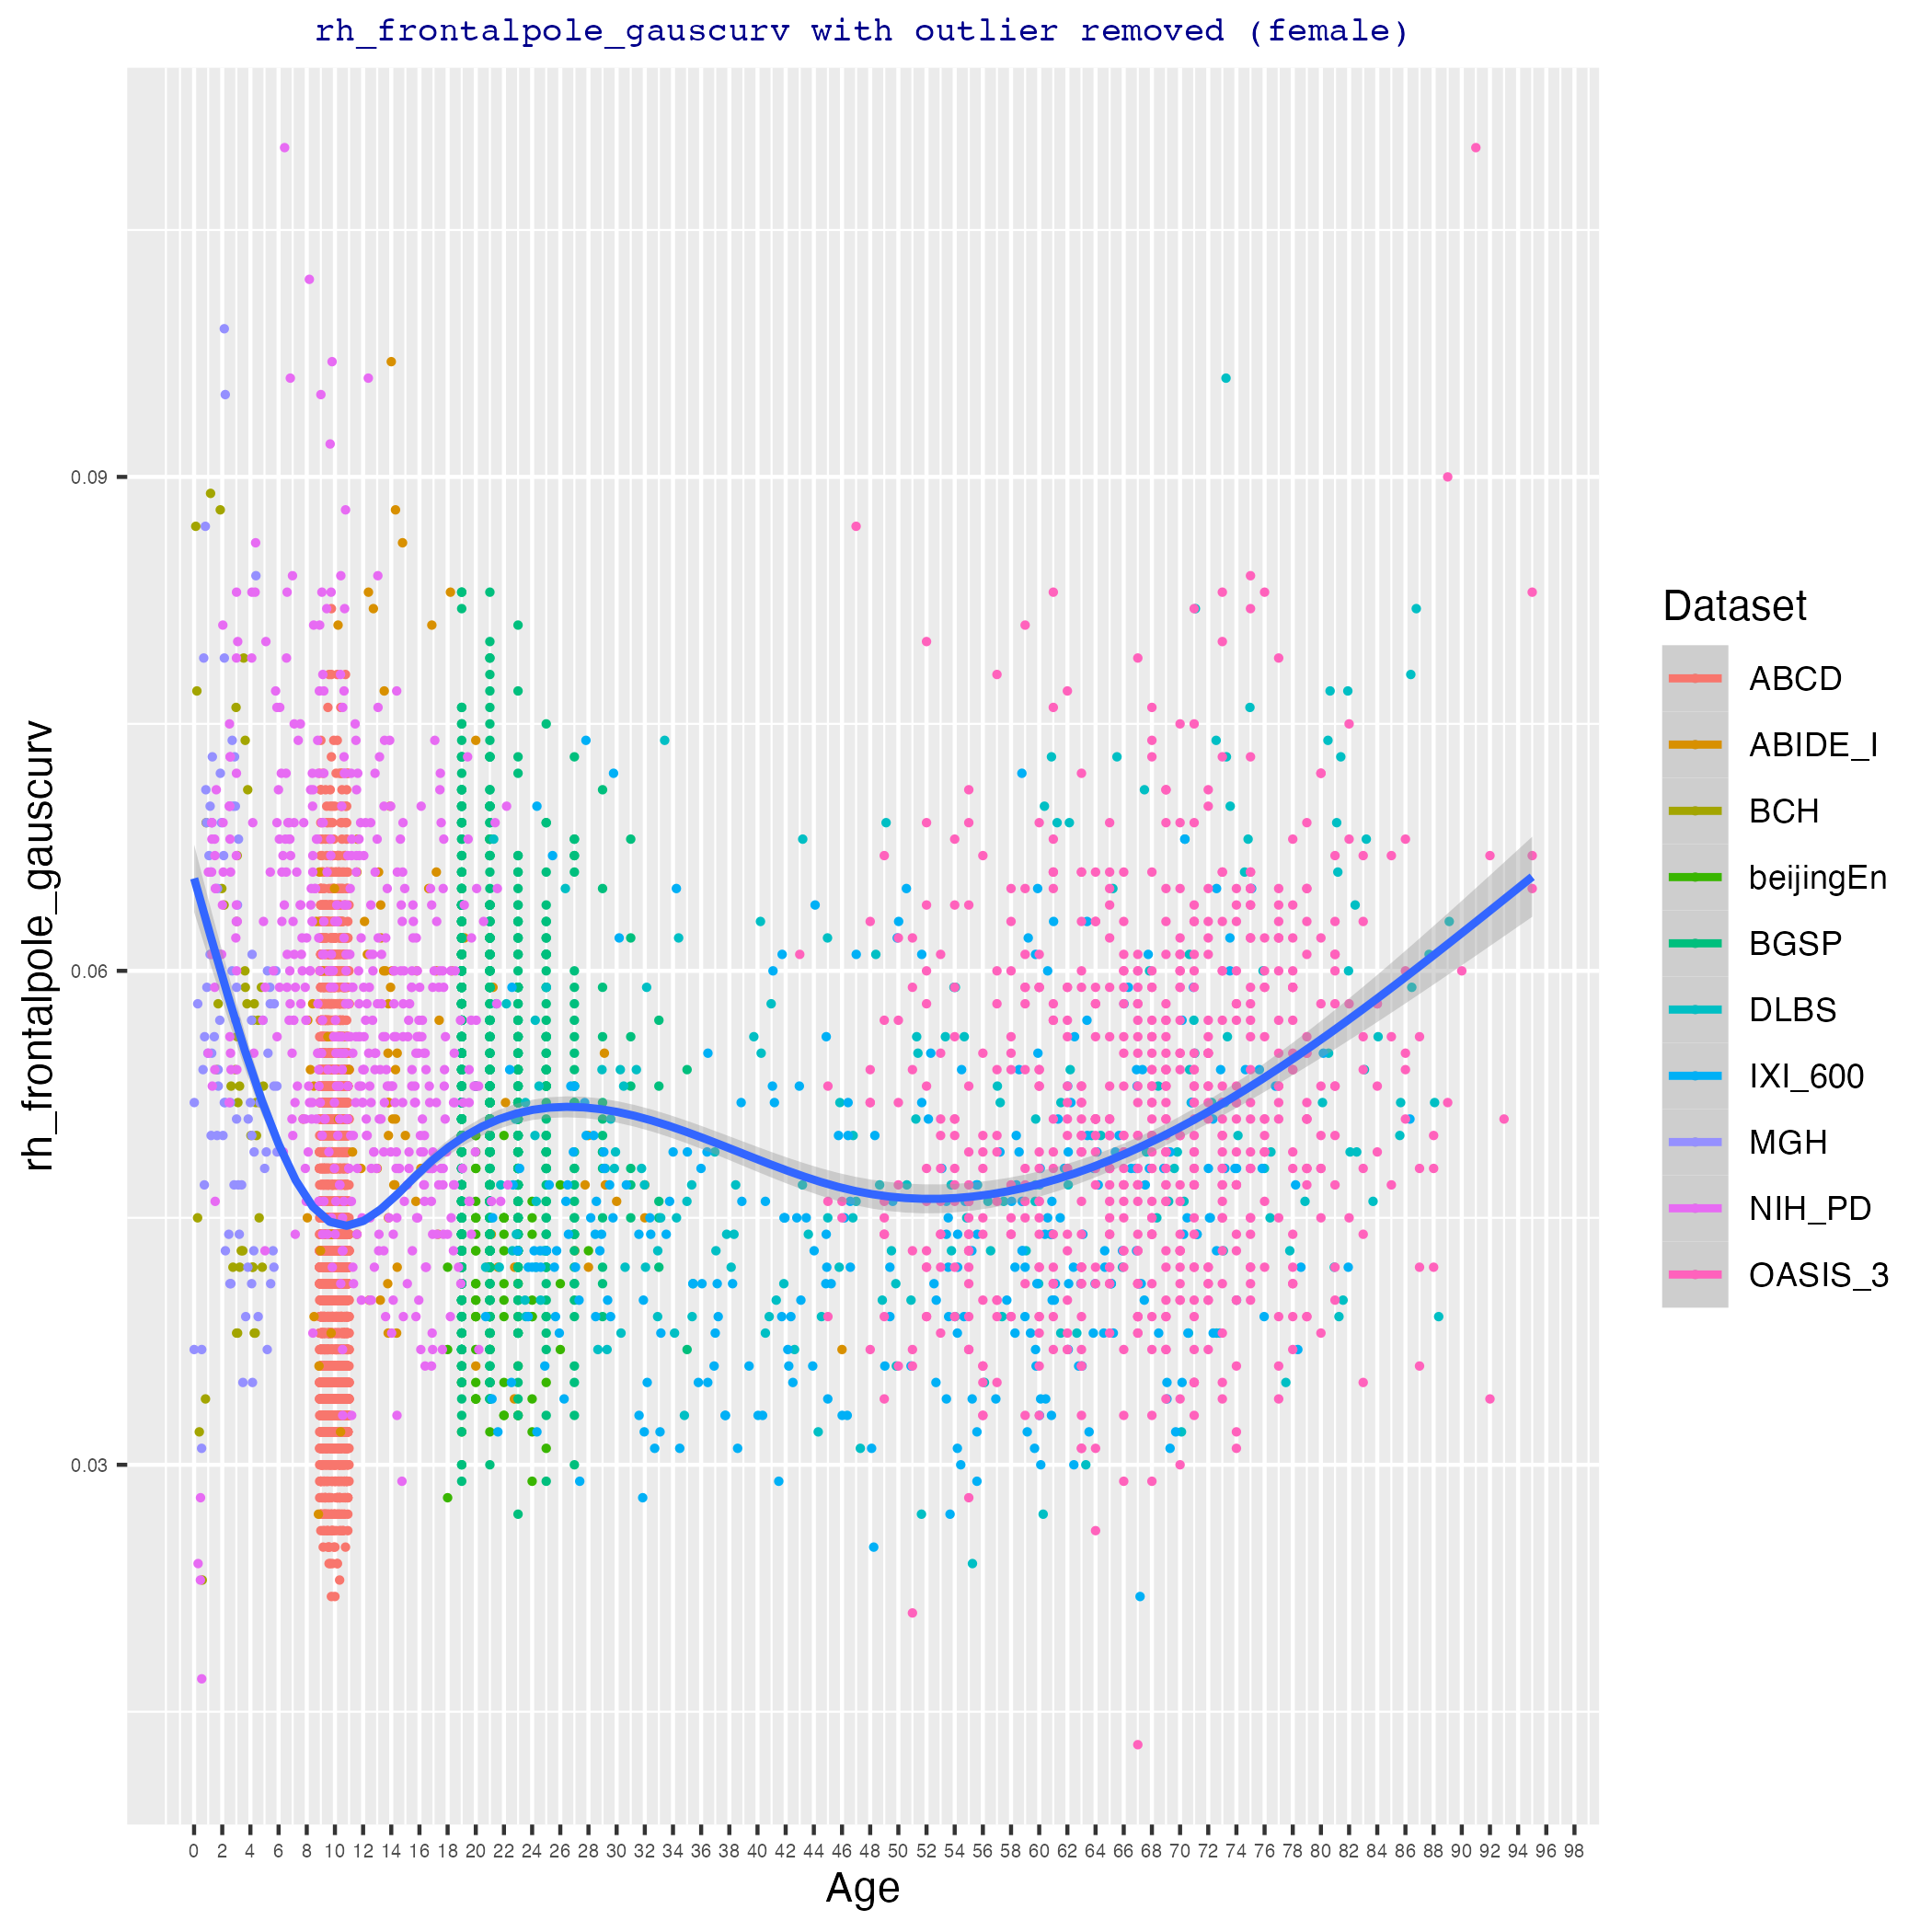 rh_frontalpole_gauscurv with outlier removed (female)
rh_frontalpole_gauscurv
0.09
0.06
0.03
0 2 4 6 8 10 12 14 16 18 20 22 24 26 28 30 32 34 36 38 40 42 44 46 48 50 52 54 56 58 60 62 64 66 68 70 72 74 76 78 80 82 84 86 88 90 92 94 96 98
Age
Dataset
ABCD
ABIDE_I
BCH
beijingEn
BGSP
DLBS
IXI_600
MGH
NIH_PD
OASIS_3